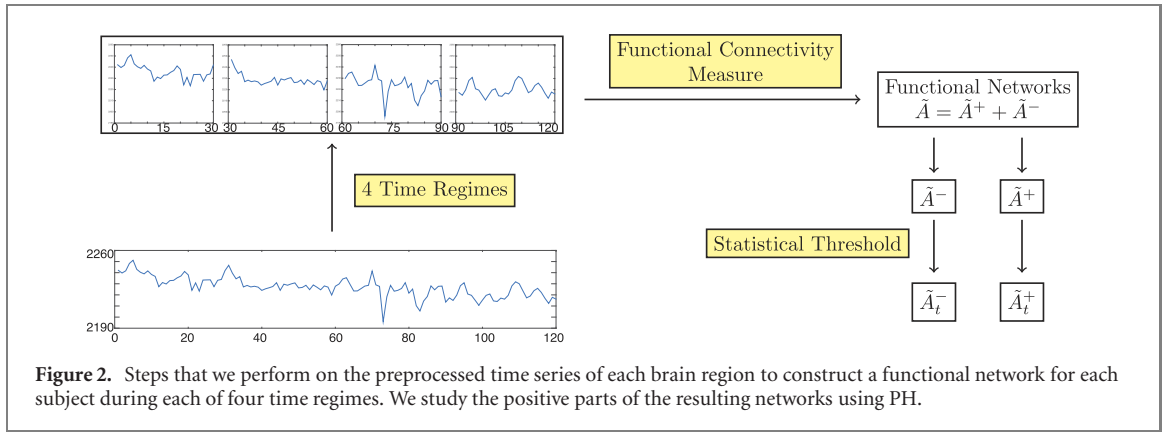 Functional Connectivity
Measure
Functional Networks
Ã = Ã⁺ + Ã⁻
0 15 30 30 45 60 60 75 90 90 105 120
4 Time Regimes
Ã⁻ Ã⁺
Statistical Threshold
2260
2190
0 20 40 60 80 100 120
Ãₜ⁻ Ãₜ⁺
Figure 2. Steps that we perform on the preprocessed time series of each brain region to construct a functional network for each
subject during each of four time regimes. We study the positive parts of the resulting networks using PH.